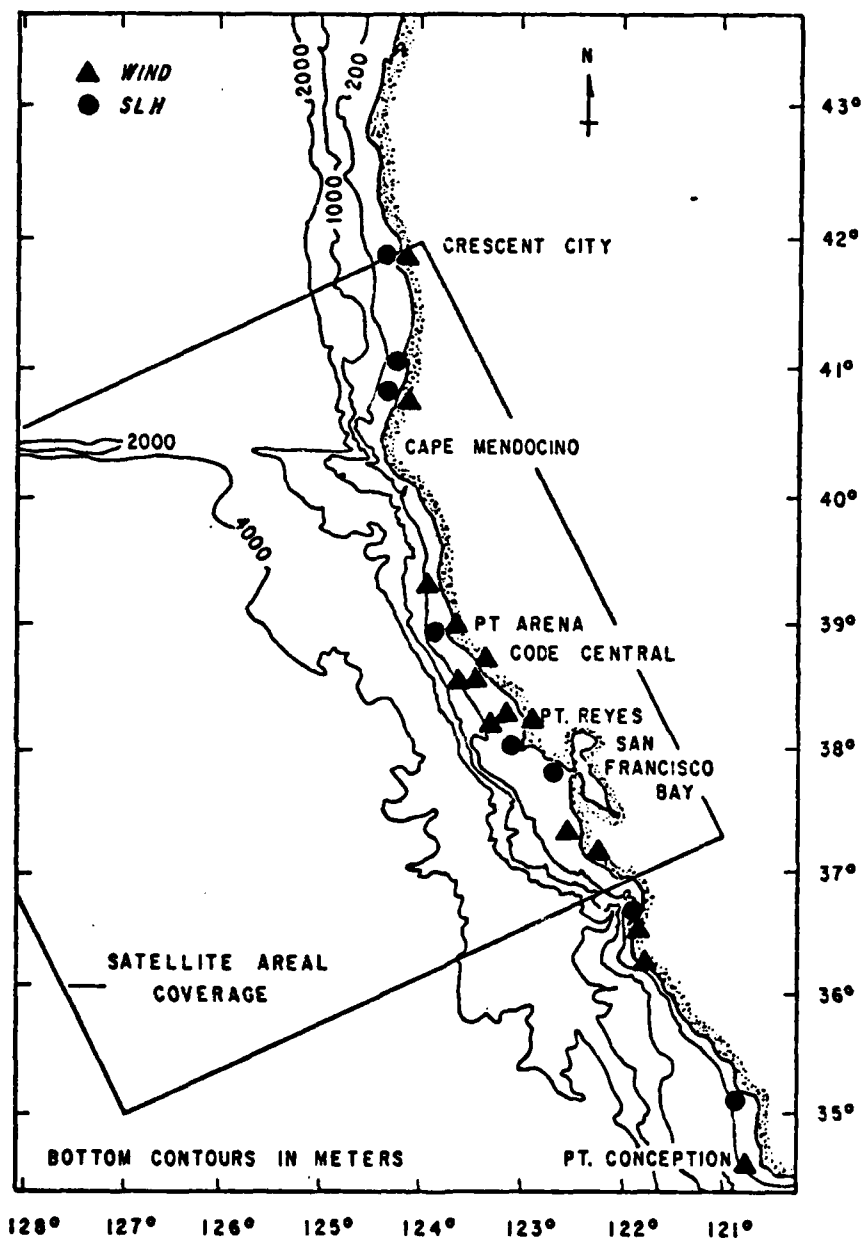 WIND
SLH
2000
200
1000
N
43°
42°
CRESCENT CITY
41°
2000
CAPE MENDOCINO
4000
40°
39°
PT ARENA
CODE CENTRAL
PT. REYES
SAN
FRANCISCO
BAY
38°
37°
SATELLITE AREAL
COVERAGE
36°
35°
BOTTOM CONTOURS IN METERS
PT. CONCEPTION
128° 127° 126° 125° 124° 123° 122° 121°